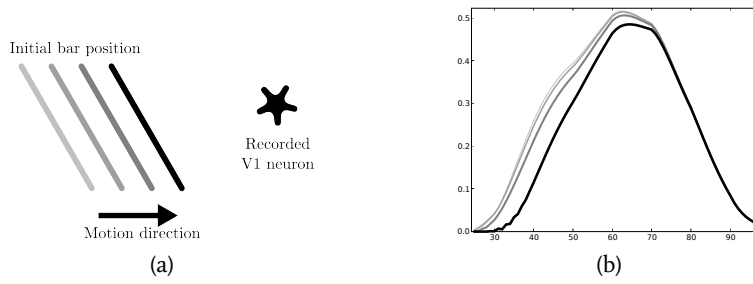 Initial bar position
Recorded
V1 neuron
Motion direction
(a)
0.5
0.4
0.3
0.2
0.1
0.0
30 40 50 60 70 80 90
(b)